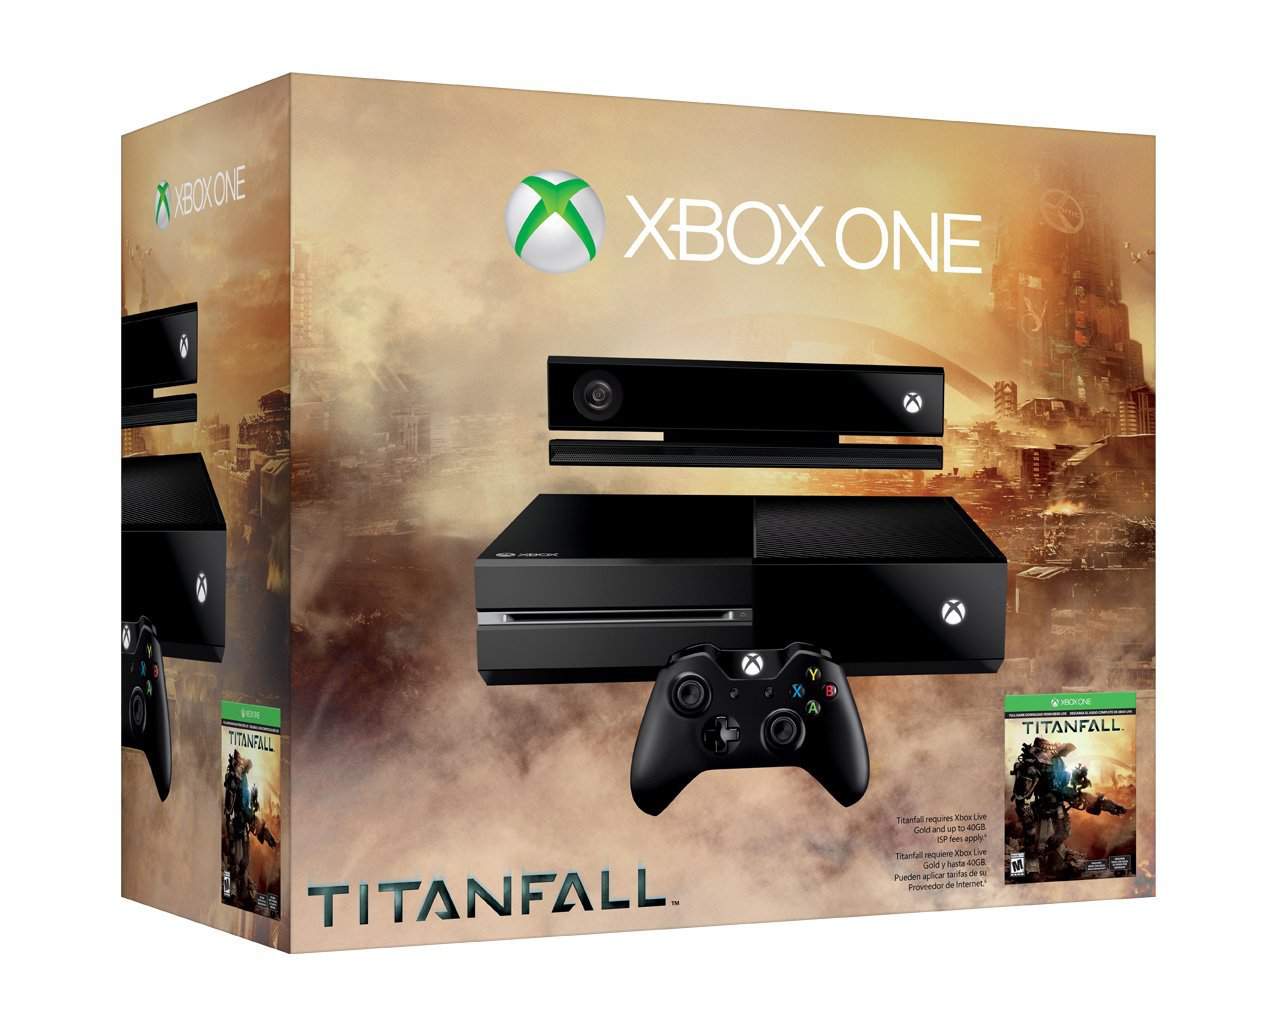 XBOX ONE
XBOX ONE
XBOX
Y
X B
A
Y
X B
A
XBOX ONE
TITANFALL
XBOX ONE
TITANFALL
M
M
Titanfall requires Xbox Live
Gold and up to 40GB.
ISP fees apply.
Titanfall requiere Xbox Live
Gold y hasta 40GB.
Pueden aplicar tarifas de su
Proveedor de Internet.
TITANFALL™